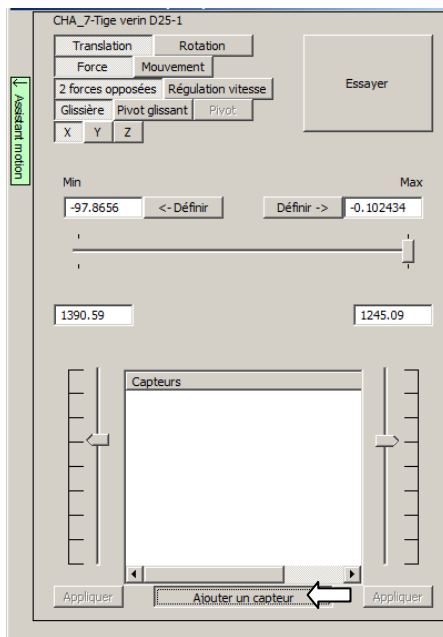 CHA_7-Tige verin D25-1
Translation Rotation
Force Mouvement
Essayer
2 forces opposées Régulation vitesse
Glissière Pivot glissant Pivot
X Y Z
↓ Assistant motion
Min Max
-97.8656 <- Définir Définir -> -0.102434
1390.59 1245.09
Capteurs
Appliquer Ajouter un capteur Appliquer